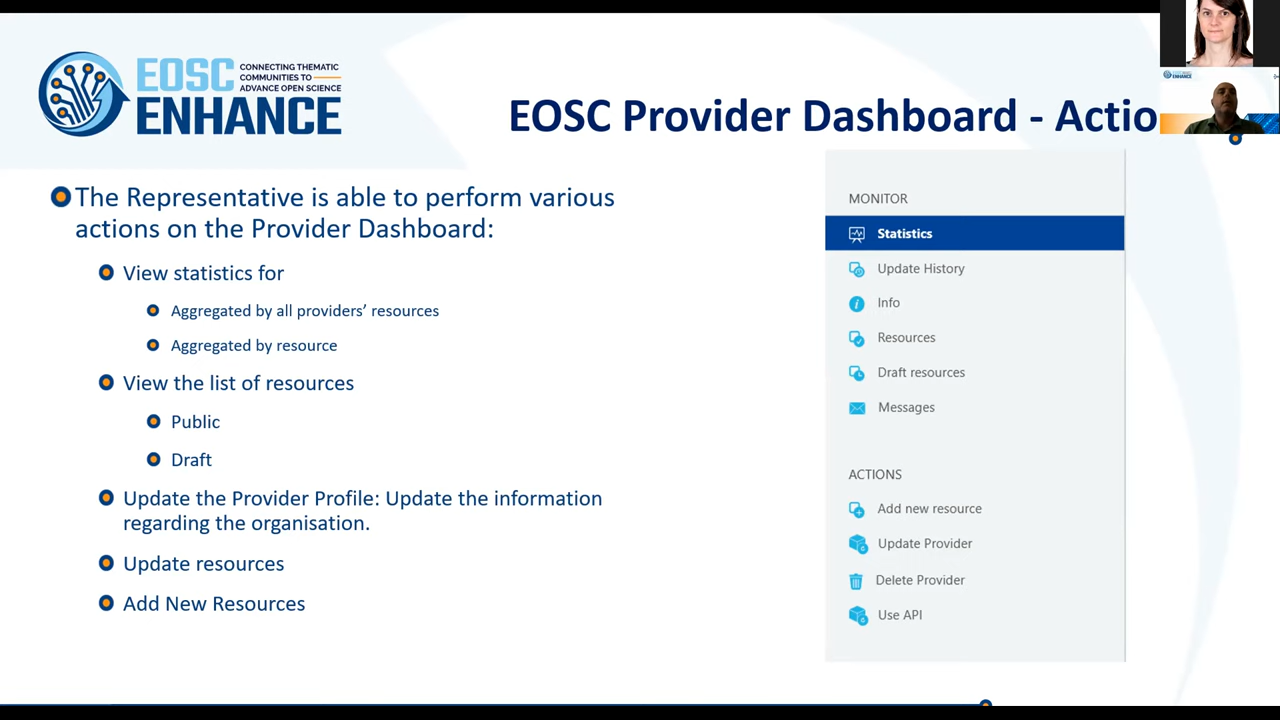 EOSC
ENHANCE
CONNECTING THEMATIC
COMMUNITIES TO
ADVANCE OPEN SCIENCE
EOSC Provider Dashboard - Actio
The Representative is able to perform various
actions on the Provider Dashboard:
View statistics for
Aggregated by all providers' resources
Aggregated by resource
View the list of resources
Public
Draft
Update the Provider Profile: Update the information
regarding the organisation.
Update resources
Add New Resources
MONITOR
Statistics
Update History
Info
Resources
Draft resources
Messages
ACTIONS
Add new resource
Update Provider
Delete Provider
Use API
ENHANCE